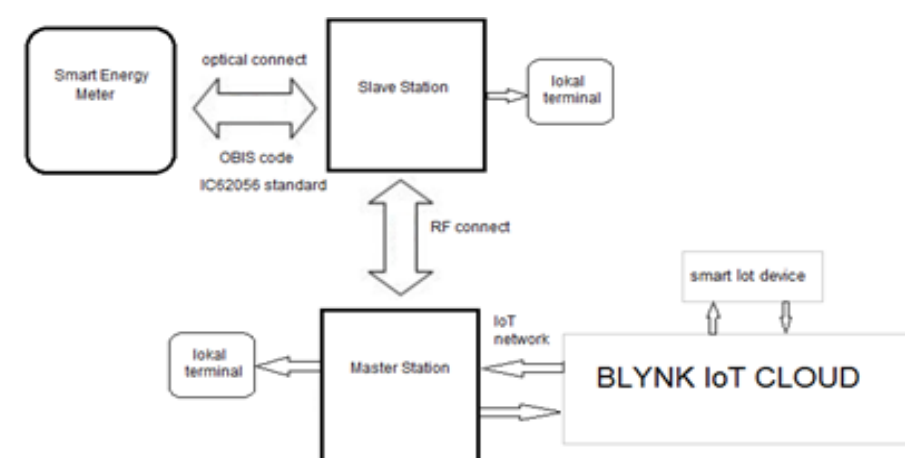 Smart Energy
Meter
optical connect
OBIS code
IC62056 standard
Slave Station
lokal
terminal
RF connect
smart Iot device
lokal
terminal
Master Station
IoT
network
BLYNK IoT CLOUD